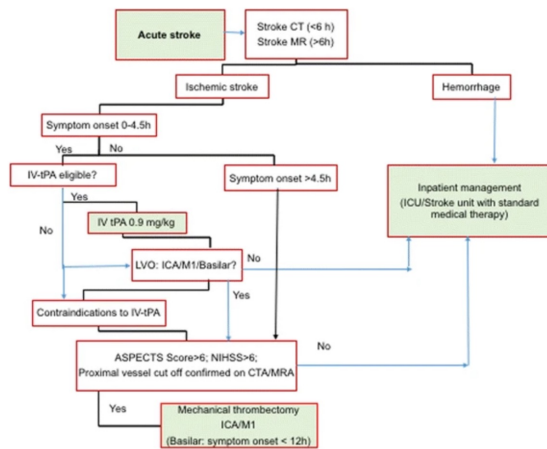 Acute stroke
Stroke CT (<6 h)
Stroke MR (>6h)
Ischemic stroke
Hemorrhage
Symptom onset 0-4.5h
Yes
No
IV-tPA eligible?
Symptom onset >4.5h
Inpatient management
(ICU/Stroke unit with standard
medical therapy)
Yes
IV tPA 0.9 mg/kg
No
LVO: ICA/M1/Basilar?
No
Yes
Contraindications to IV-tPA
ASPECTS Score>6; NIHSS>6;
Proximal vessel cut off confirmed on CTA/MRA
No
Yes
Mechanical thrombectomy
ICA/M1
(Basilar: symptom onset < 12h)